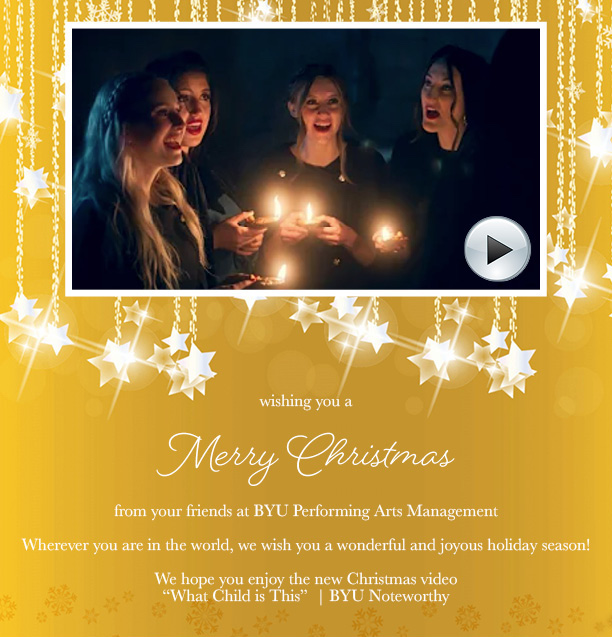 wishing you a
Merry Christmas
from your friends at BYU Performing Arts Management
Wherever you are in the world, we wish you a wonderful and joyous holiday season!
We hope you enjoy the new Christmas video
“What Child is This” | BYU Noteworthy